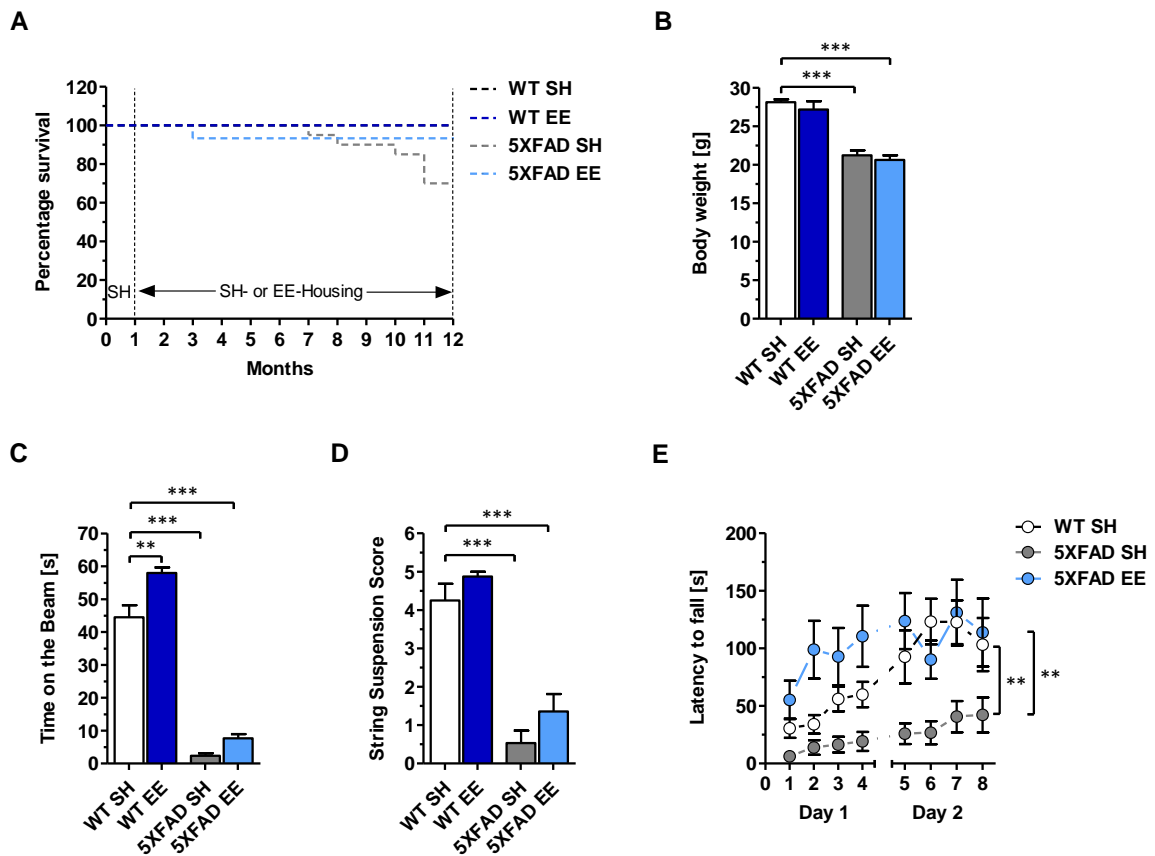 A
Percentage survival
120
100
80
60
40
20
0
SH
SH- or EE-Housing
0 1 2 3 4 5 6 7 8 9 10 11 12
Months
WT SH
WT EE
5XFAD SH
5XFAD EE
B
***
***
Body weight [g]
30
25
20
15
10
5
0
WT SH
WT EE
5XFAD SH
5XFAD EE
C
***
***
**
Time on the Beam [s]
70
60
50
40
30
20
10
0
WT SH
WT EE
5XFAD SH
5XFAD EE
D
***
***
String Suspension Score
6
5
4
3
2
1
0
WT SH
WT EE
5XFAD SH
5XFAD EE
E
WT SH
5XFAD SH
5XFAD EE
Latency to fall [s]
200
150
100
50
0
** **
0 1 2 3 4 5 6 7 8
Day 1 Day 2